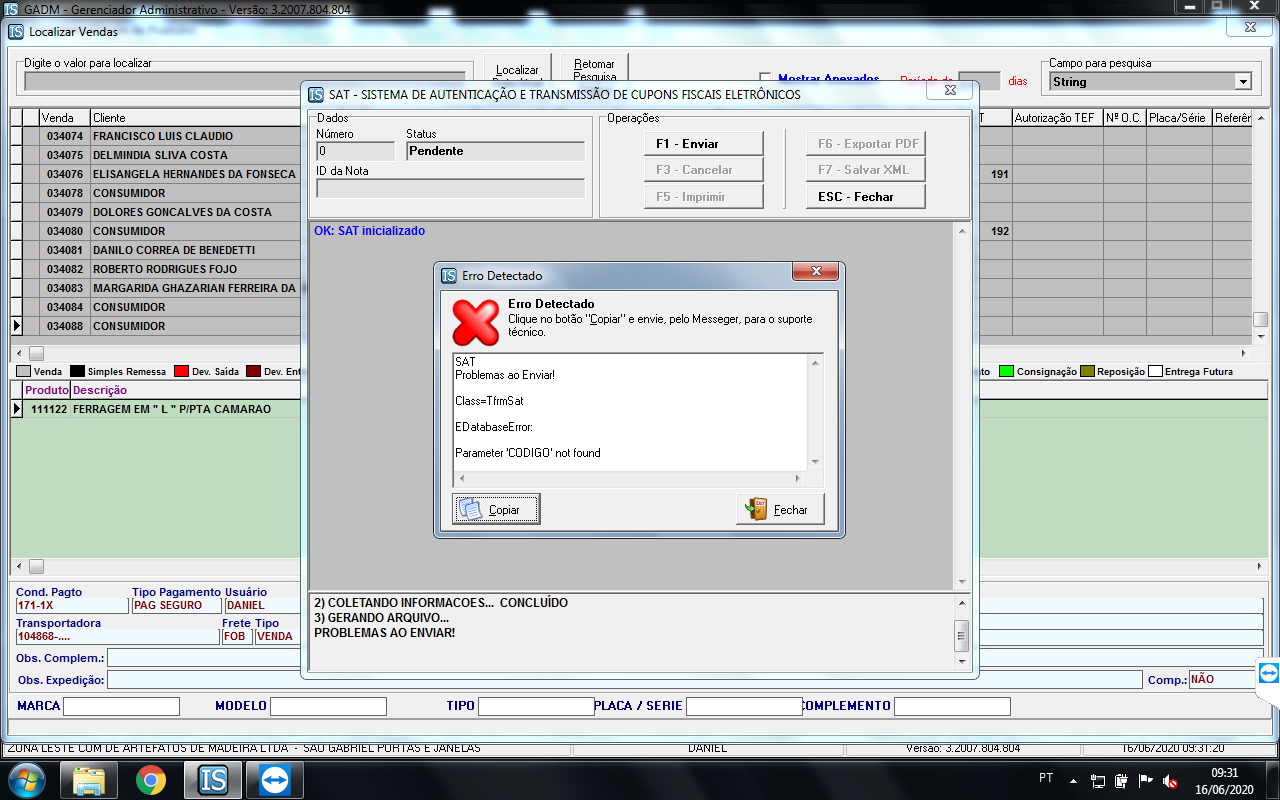 GADM - Gerenciador Administrativo - Versão: 3.2007.804.804
Localizar Vendas
Digite o valor para localizar
Localizar
Retomar
Pesquisa
Mostrar Anexados
Período de
dias
Campo para pesquisa
String
Venda Cliente
Autorização TEF Nº O.C. Placa/Série Referên
034074 FRANCISCO LUIS CLAUDIO
034075 DELMINDIA SLIVA COSTA
034076 ELISANGELA HERNANDES DA FONSECA 191
034078 CONSUMIDOR
034079 DOLORES GONCALVES DA COSTA
034080 CONSUMIDOR 192
034081 DANILO CORREA DE BENEDETTI
034082 ROBERTO RODRIGUES FOJO
034083 MARGARIDA GHAZARIAN FERREIRA DA
034084 CONSUMIDOR
034088 CONSUMIDOR
Venda Simples Remessa Dev. Saída Dev. Ent
to Consignação Reposição Entrega Futura
Produto Descrição
111122 FERRAGEM EM " L " P/PTA CAMARAO
SAT - SISTEMA DE AUTENTICAÇÃO E TRANSMISSÃO DE CUPONS FISCAIS ELETRÔNICOS
Dados
Número Status
0 Pendente
ID da Nota
Operações
F1 - Enviar F6 - Exportar PDF
F3 - Cancelar F7 - Salvar XML
F5 - Imprimir ESC - Fechar
OK: SAT inicializado
Erro Detectado
Erro Detectado
Clique no botão "Copiar" e envie, pelo Messeger, para o suporte
técnico.
SAT
Problemas ao Enviar!
Class=TfrmSat
EDatabaseError:
Parameter 'CODIGO' not found
Copiar Fechar
2) COLETANDO INFORMACOES... CONCLUÍDO
3) GERANDO ARQUIVO...
PROBLEMAS AO ENVIAR!
Cond. Pagto Tipo Pagamento Usuário
171-1X PAG SEGURO DANIEL
Transportadora Frete Tipo
104868-.... FOB VENDA
Obs. Complem.:
Obs. Expedição: Comp.: NÃO
MARCA MODELO TIPO PLACA / SERIE COMPLEMENTO
ZONA LESTE COM DE ARTEFATOS DE MADEIRA LTDA - SAO GABRIEL PORTAS E JANELAS DANIEL Versão: 3.2007.804.804 16/06/2020 09:31:20
PT 09:31
16/06/2020